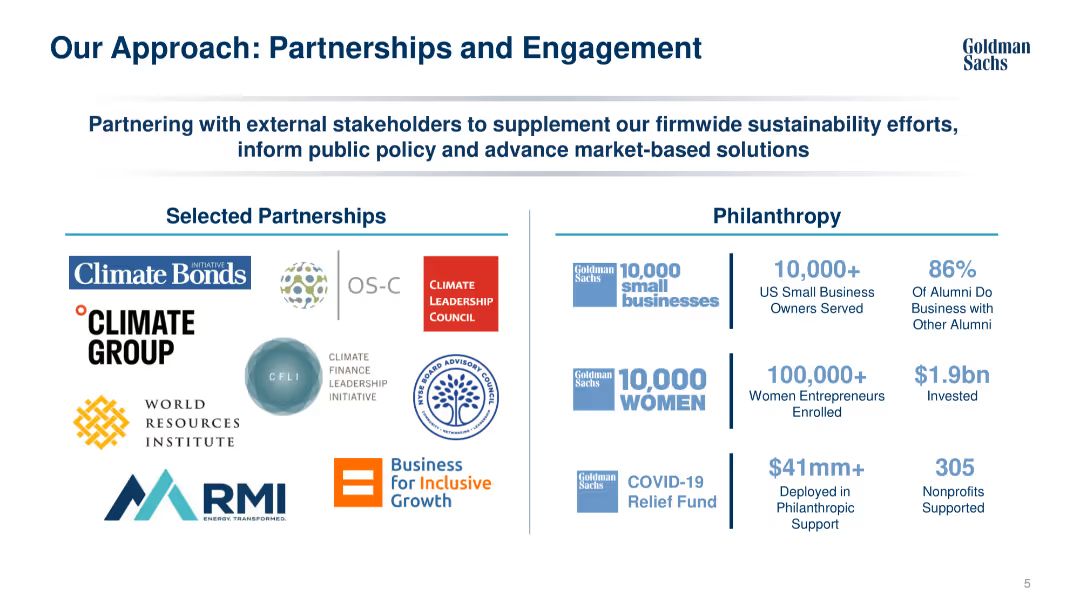 Our Approach: Partnerships and Engagement
Goldman
Sachs
Partnering with external stakeholders to supplement our firmwide sustainability efforts,
inform public policy and advance market-based solutions
Selected Partnerships
Climate Bonds
INITIATIVE
OS-C
CLIMATE
LEADERSHIP
COUNCIL
°CLIMATE
GROUP
CFLI
CLIMATE
FINANCE
LEADERSHIP
INITIATIVE
NYSE BOARD ADVISORY COUNCIL
COMMUNITY • NETWORKING • LEADERSHIP
WORLD
RESOURCES
INSTITUTE
RMI
ENERGY. TRANSFORMED.
Business
for Inclusive
Growth
Philanthropy
Goldman
Sachs
10,000
small
businesses
10,000+
US Small Business
Owners Served
86%
Of Alumni Do
Business with
Other Alumni
Goldman
Sachs
10,000
WOMEN
100,000+
Women Entrepreneurs
Enrolled
$1.9bn
Invested
Goldman
Sachs
COVID-19
Relief Fund
$41mm+
Deployed in
Philanthropic
Support
305
Nonprofits
Supported
5